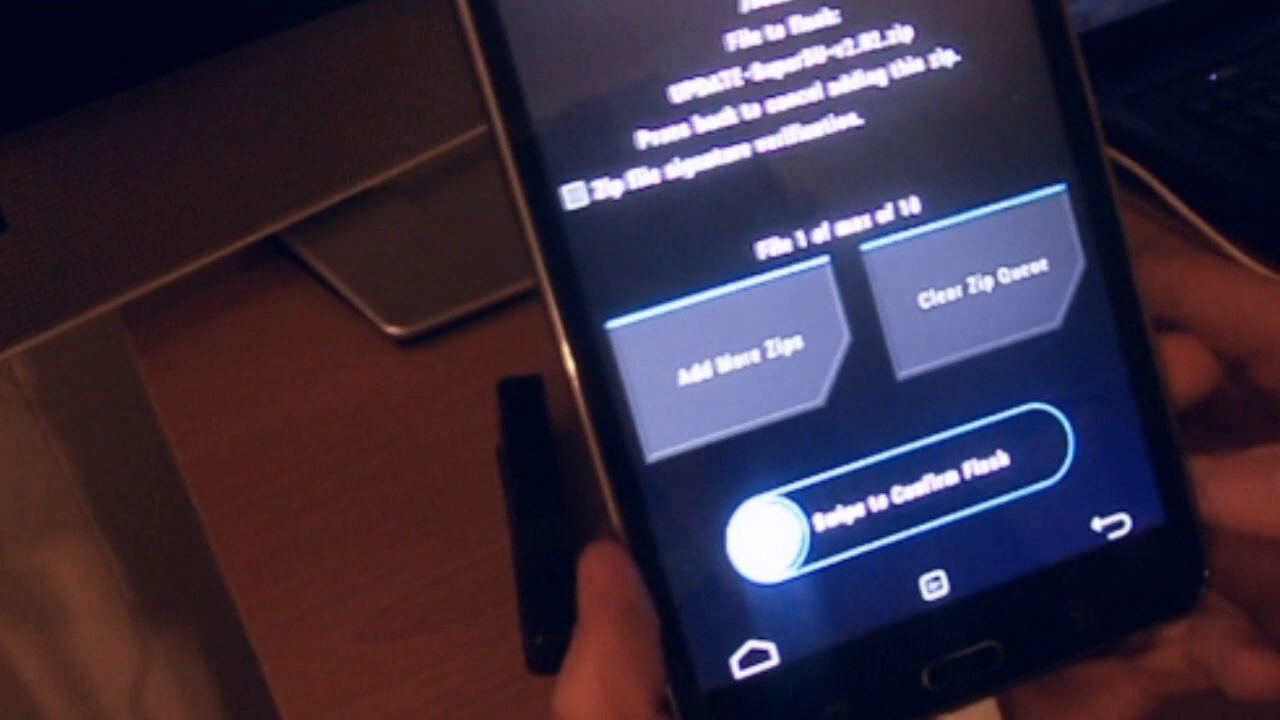 File to flash:
UPDATE-SuperSU-v2.02.zip
Press back to cancel adding this zip.
Zip file signature verification.
File 1 of max of 10
Add More Zips
Clear Zip Queue
Swipe to Confirm Flash